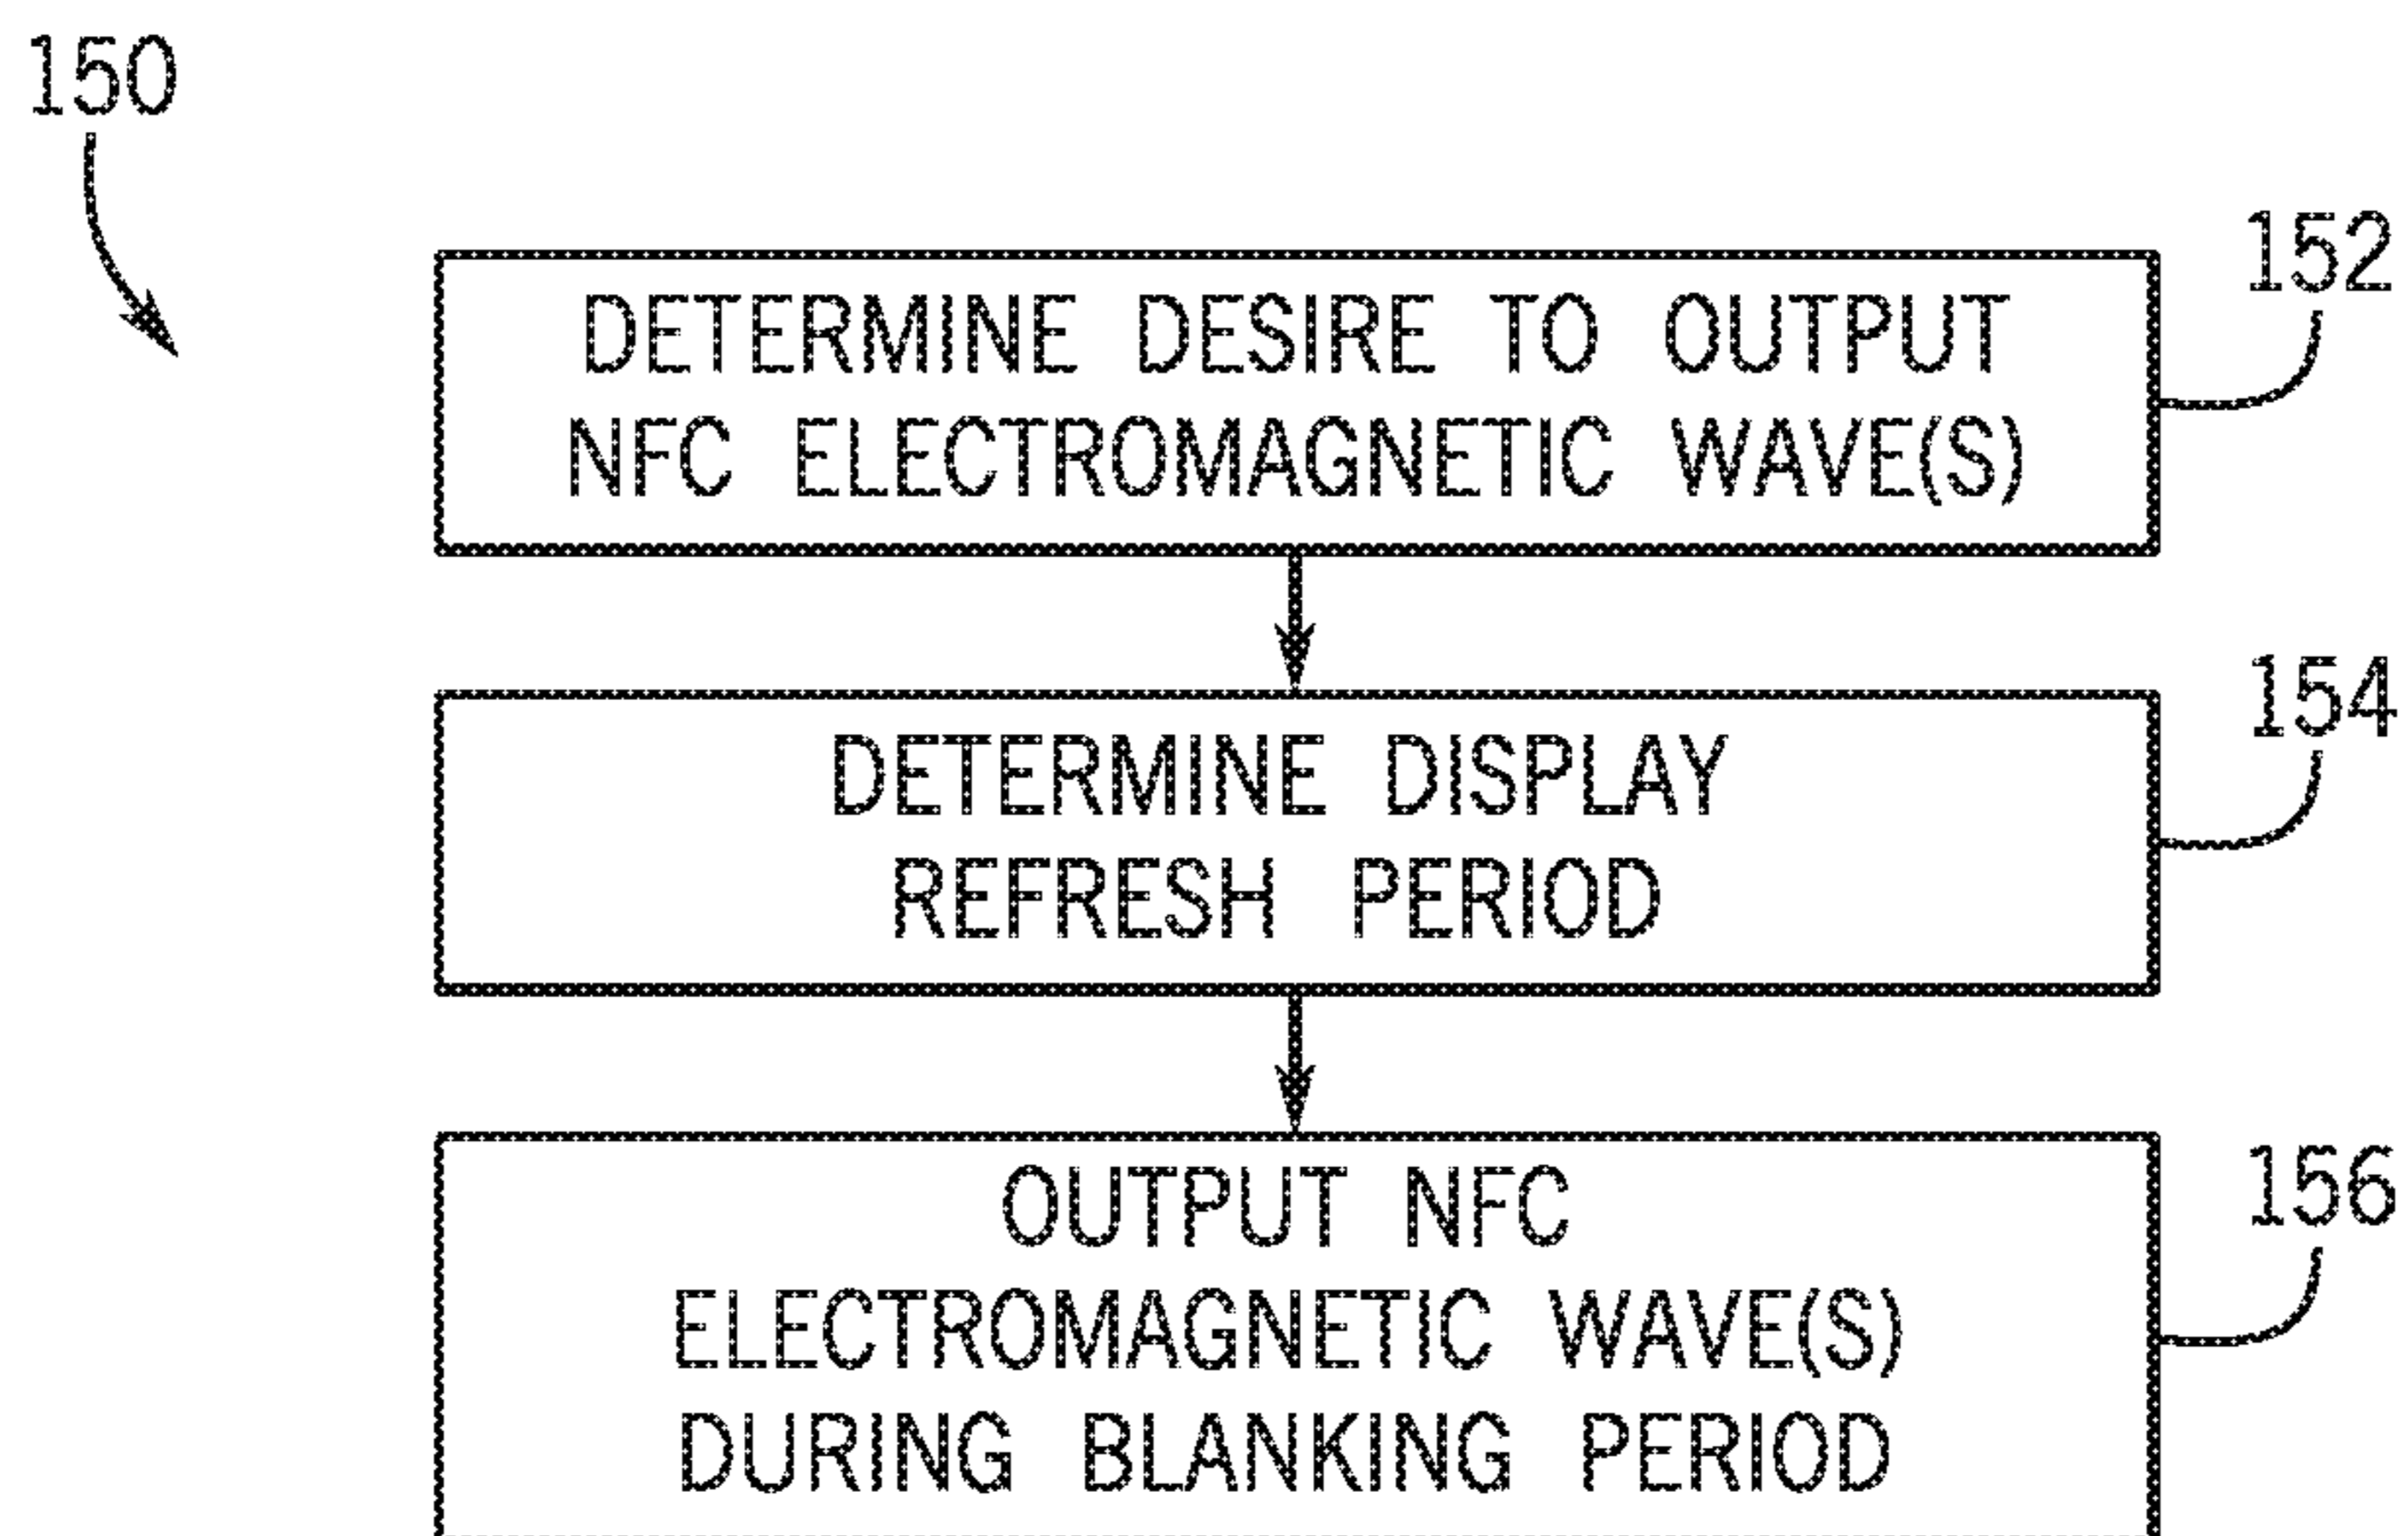 150
152
DETERMINE DESIRE TO OUTPUT
NFC ELECTROMAGNETIC WAVE(S)
154
DETERMINE DISPLAY
REFRESH PERIOD
156
OUTPUT NFC
ELECTROMAGNETIC WAVE(S)
DURING BLANKING PERIOD